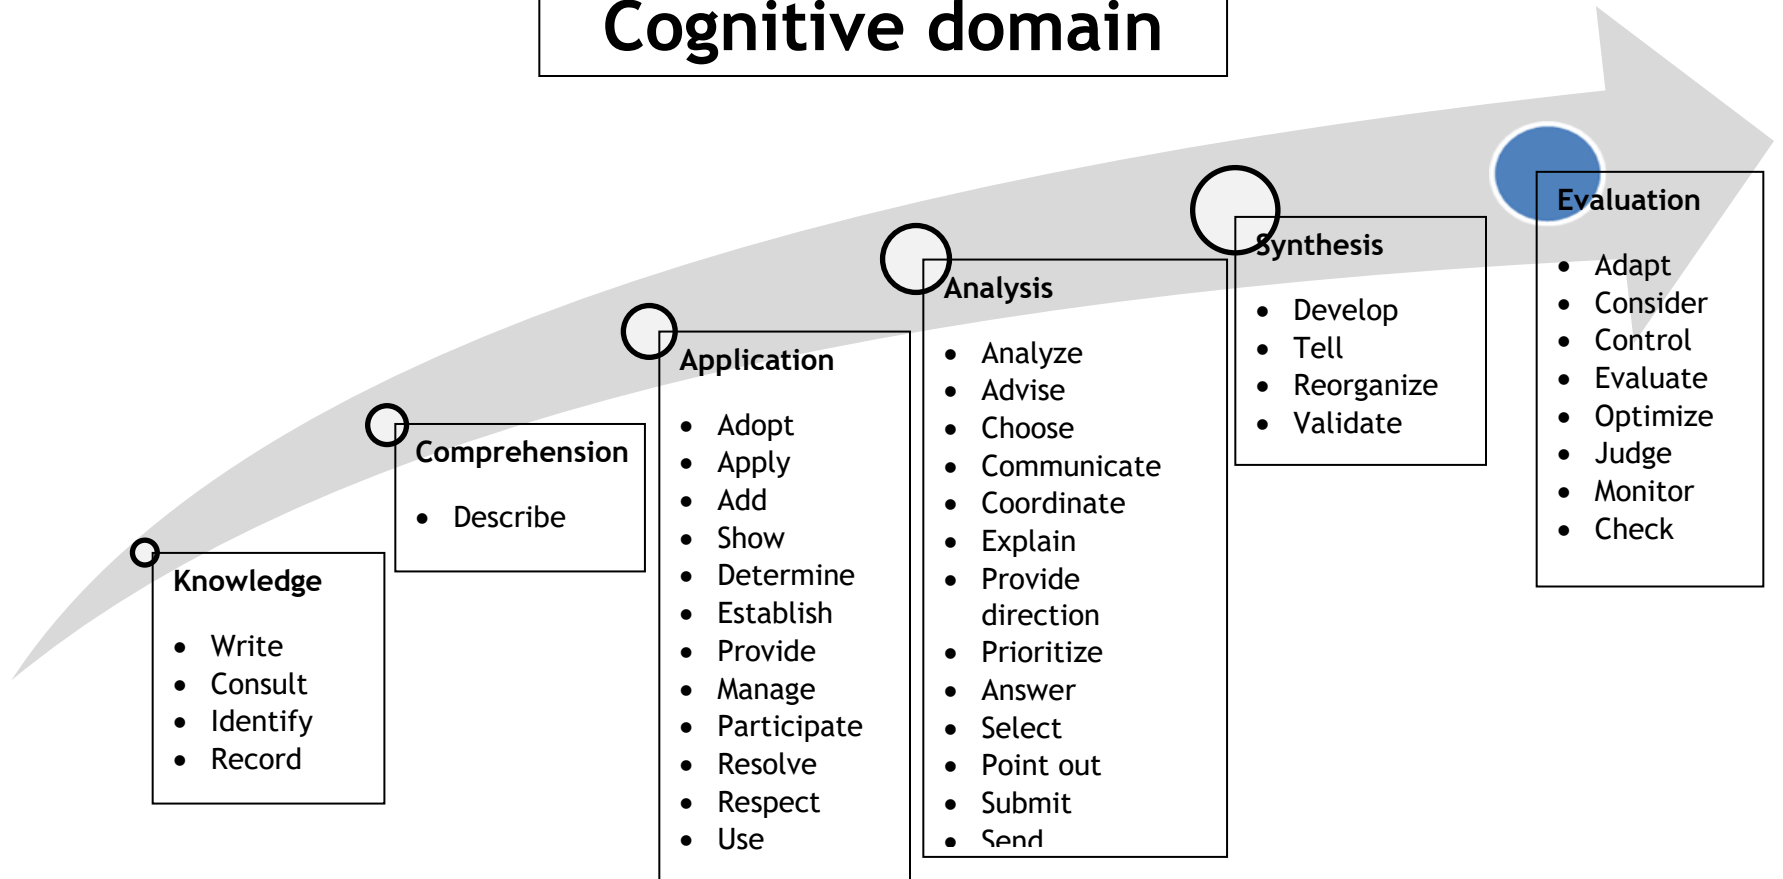 Cognitive domain
Knowledge
• Write
• Consult
• Identify
• Record
Comprehension
• Describe
Application
• Adopt
• Apply
• Add
• Show
• Determine
• Establish
• Provide
• Manage
• Participate
• Resolve
• Respect
• Use
Analysis
• Analyze
• Advise
• Choose
• Communicate
• Coordinate
• Explain
• Provide
direction
• Prioritize
• Answer
• Select
• Point out
• Submit
• Send
Synthesis
• Develop
• Tell
• Reorganize
• Validate
Evaluation
• Adapt
• Consider
• Control
• Evaluate
• Optimize
• Judge
• Monitor
• Check